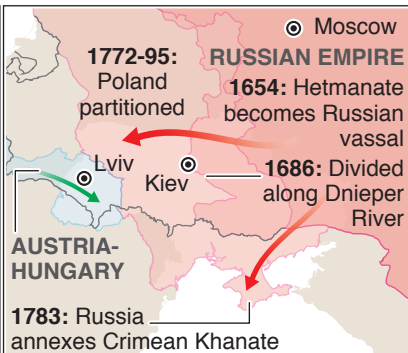 Moscow
1772-95:
Poland
partitioned
RUSSIAN EMPIRE
1654: Hetmanate
becomes Russian
vassal
Lviv
Kiev
1686: Divided
along Dnieper
River
AUSTRIA-
HUNGARY
1783: Russia
annexes Crimean Khanate